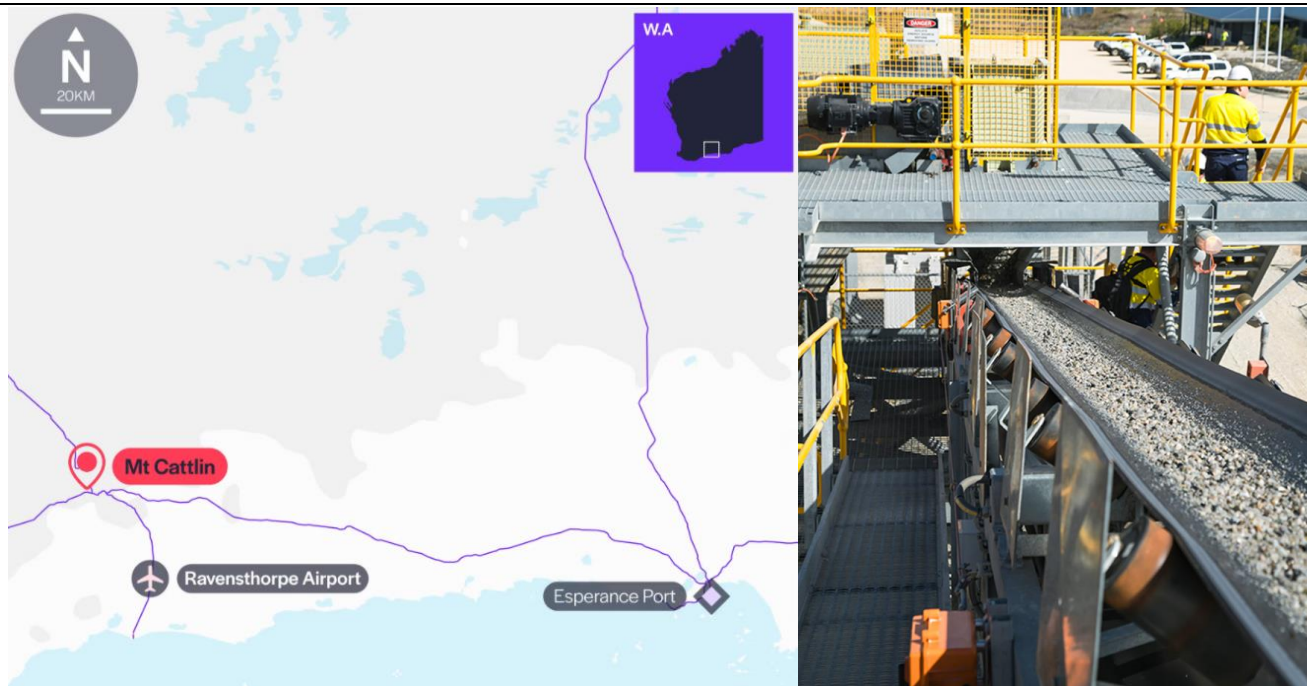 N
20KM
W.A
Mt Cattlin
Ravensthorpe Airport
Esperance Port
DANGER